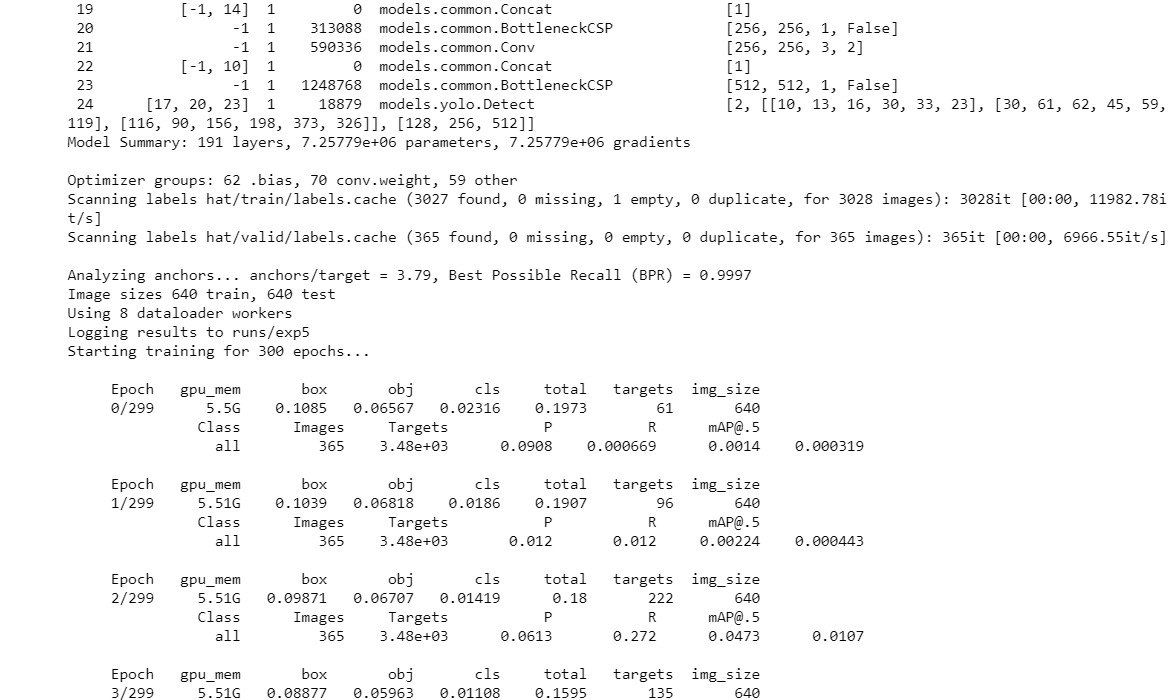 19 [-1, 14] 1 0 models.common.Concat [1]
20 -1 1 313088 models.common.BottleneckCSP [256, 256, 1, False]
21 -1 1 590336 models.common.Conv [256, 256, 3, 2]
22 [-1, 10] 1 0 models.common.Concat [1]
23 -1 1 1248768 models.common.BottleneckCSP [512, 512, 1, False]
24 [17, 20, 23] 1 18879 models.yolo.Detect [2, [[10, 13, 16, 30, 33, 23], [30, 61, 62, 45, 59,
119], [116, 90, 156, 198, 373, 326]], [128, 256, 512]]
Model Summary: 191 layers, 7.25779e+06 parameters, 7.25779e+06 gradients
Optimizer groups: 62 .bias, 70 conv.weight, 59 other
Scanning labels hat/train/labels.cache (3027 found, 0 missing, 1 empty, 0 duplicate, for 3028 images): 3028it [00:00, 11982.78i
t/s]
Scanning labels hat/valid/labels.cache (365 found, 0 missing, 0 empty, 0 duplicate, for 365 images): 365it [00:00, 6966.55it/s]
Analyzing anchors... anchors/target = 3.79, Best Possible Recall (BPR) = 0.9997
Image sizes 640 train, 640 test
Using 8 dataloader workers
Logging results to runs/exp5
Starting training for 300 epochs...
Epoch gpu_mem box obj cls total targets img_size
0/299 5.5G 0.1085 0.06567 0.02316 0.1973 61 640
Class Images Targets P R mAP@.5
all 365 3.48e+03 0.0908 0.000669 0.0014 0.000319
Epoch gpu_mem box obj cls total targets img_size
1/299 5.51G 0.1039 0.06818 0.0186 0.1907 96 640
Class Images Targets P R mAP@.5
all 365 3.48e+03 0.012 0.012 0.00224 0.000443
Epoch gpu_mem box obj cls total targets img_size
2/299 5.51G 0.09871 0.06707 0.01419 0.18 222 640
Class Images Targets P R mAP@.5
all 365 3.48e+03 0.0613 0.272 0.0473 0.0107
Epoch gpu_mem box obj cls total targets img_size
3/299 5.51G 0.08877 0.05963 0.01108 0.1595 135 640